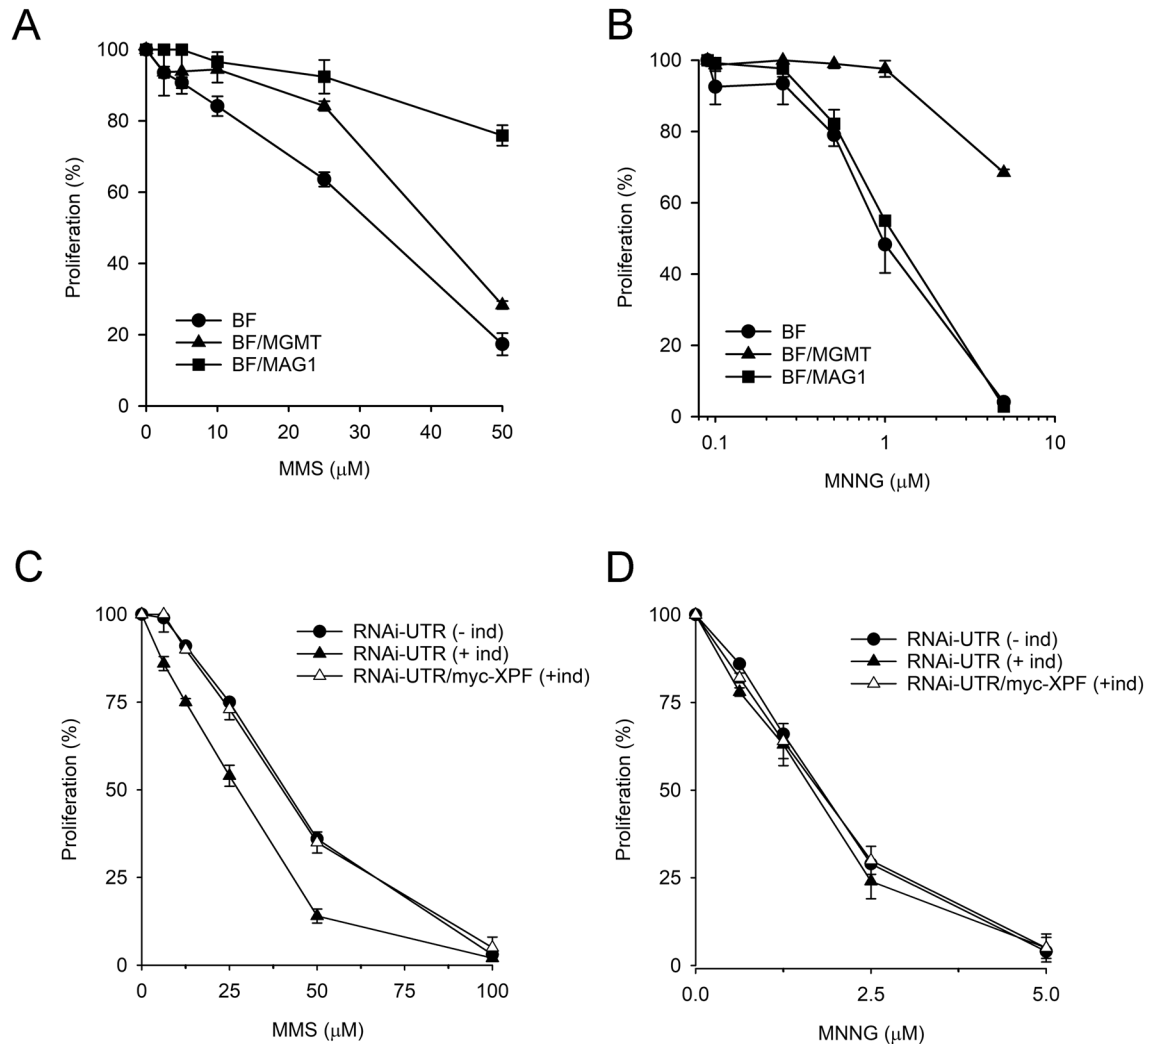 A
100
80
60
40
20
0
Proliferation (%)
BF
BF/MGMT
BF/MAG1
0 10 20 30 40 50
MMS (μM)
B
100
80
60
40
20
0
Proliferation (%)
BF
BF/MGMT
BF/MAG1
0.1 1 10
MNNG (μM)
C
100
75
50
25
0
Proliferation (%)
RNAi-UTR (- ind)
RNAi-UTR (+ ind)
RNAi-UTR/myc-XPF (+ind)
0 25 50 75 100
MMS (μM)
D
100
75
50
25
0
Proliferation (%)
RNAi-UTR (- ind)
RNAi-UTR (+ ind)
RNAi-UTR/myc-XPF (+ind)
0.0 2.5 5.0
MNNG (μM)